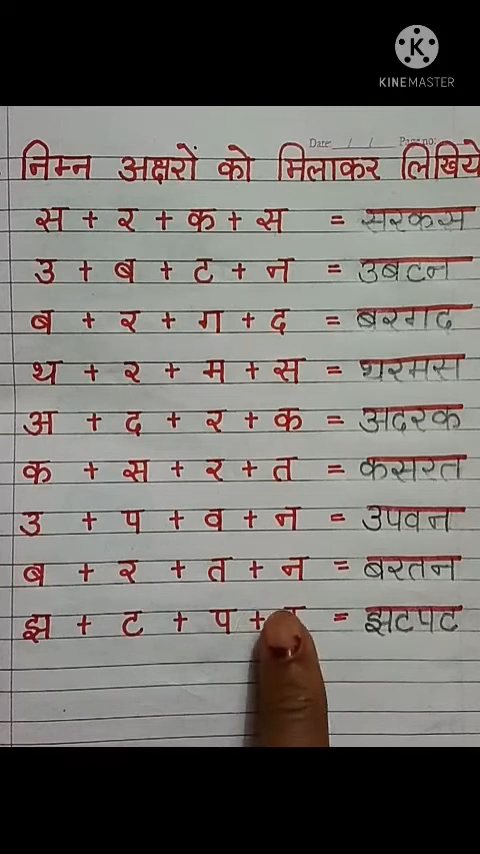 K
KINEMASTER
Date / / Page no:
निम्न अक्षरों को मिलाकर लिखिये
स + र + क + स = सरकस
उ + ब + ट + न = उबटन
ब + र + ग + द = बरगद
थ + र + म + स = थरमस
अ + द + र + क = अदरक
क + स + र + त = कसरत
उ + प + व + न = उपवन
ब + र + त + न = बरतन
झ + ट + प + = झटपट